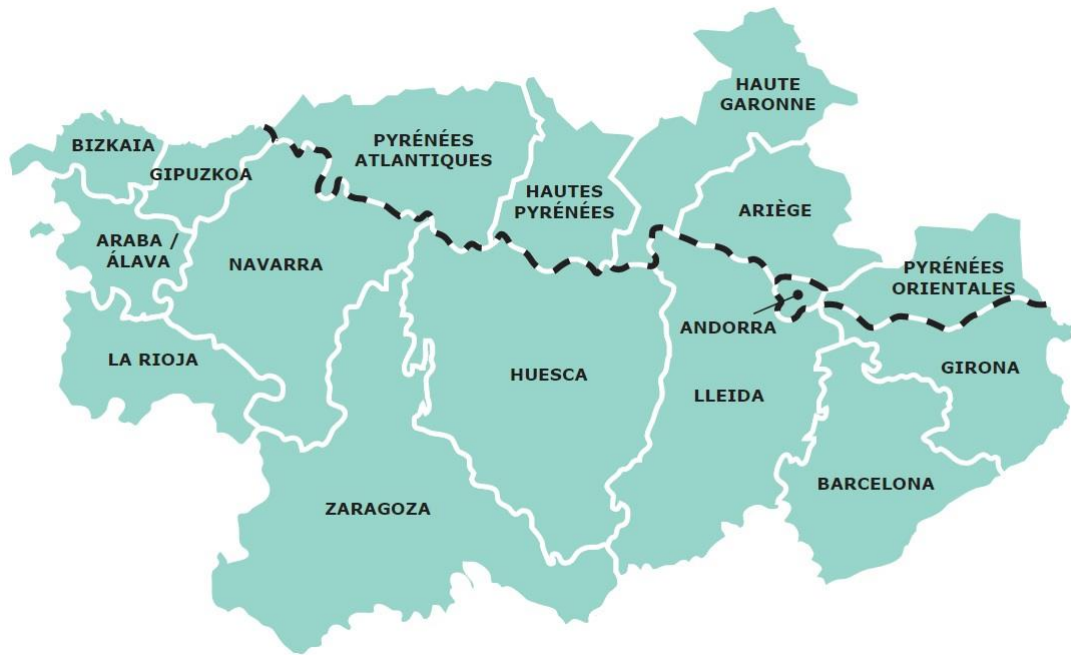 HAUTE
GARONNE
BIZKAIA
PYRÉNÉES
ATLANTIQUES
GIPUZKOA
HAUTES
PYRÉNÉES
ARIÈGE
ARABA /
ÁLAVA
NAVARRA
PYRÉNÉES
ORIENTALES
ANDORRA
LA RIOJA
HUESCA
GIRONA
LLEIDA
BARCELONA
ZARAGOZA